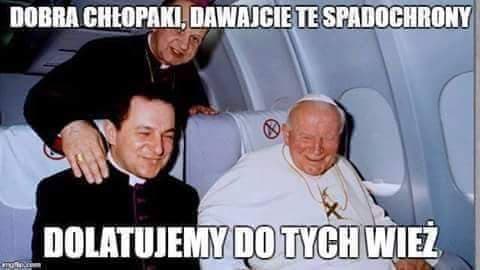 DOBRA CHŁOPAKI, DAWAJCIE TE SPADOCHRONY
DOLATUJEMY DO TYCH WIEŻ
imgflip.com